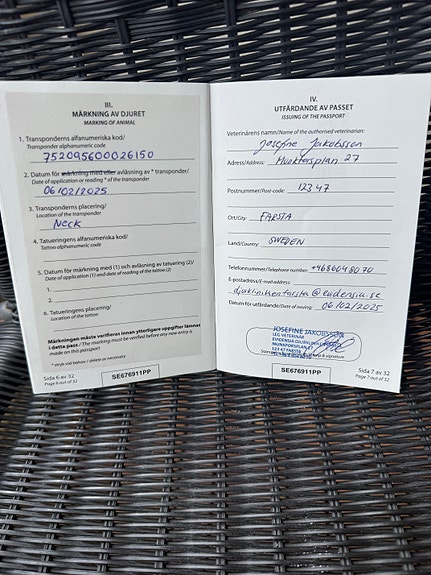 III.
MÄRKNING AV DJURET
MARKING OF ANIMAL
1. Transponderns alfanumeriska kod/
Transponder alphanumeric code
752095600026150
2. Datum för märkning med eller avläsning av * transponder/
Date of application or reading * of the transponder
06/02/2025
3. Transponderns placering/
Location of the transponder
Neck
4. Tatueringens alfanumeriska kod/
Tattoo alphanumeric code
5. Datum för märkning med (1) och avläsning av tatuering (2)/
Date of application (1) and date of reading of the tattoo (2)
1.
2.
6. Tatueringens placering/
Location of the tattoo
Märkningen måste verifieras innan ytterligare uppgifter lämnas
i detta pass / The marking must be verified before any new entry is
made on this passport
* stryk vid behov / delete as necessary
Sida 6 av 32
Page 6 out of 32
SE676911PP
IV.
UTFÄRDANDE AV PASSET
ISSUING OF THE PASSPORT
Veterinärens namn/Name of the authorised veterinarian:
Josefine Jakobsson
Adress/Address: Munkforsplan 27
Postnummer/Post-code: 123 47
Ort/City: FARSTA
Land/Country: SWEDEN
Telefonnummer/Telephone number: +4686048070
E-postadress/E-mail address:
djurklinikenfarsta@evidensia.se
Datum för utfärdande/Date of issuing: 06/02/2025
JOSEFINE JAKOBSSON
LEG VETERINÄR
EVIDENSIA DJURKLINIK
MUNKFORSPLAN 27
123 47 FARSTA
& signature
Sida 7 av 32
Page 7 out of 32
SE676911PP